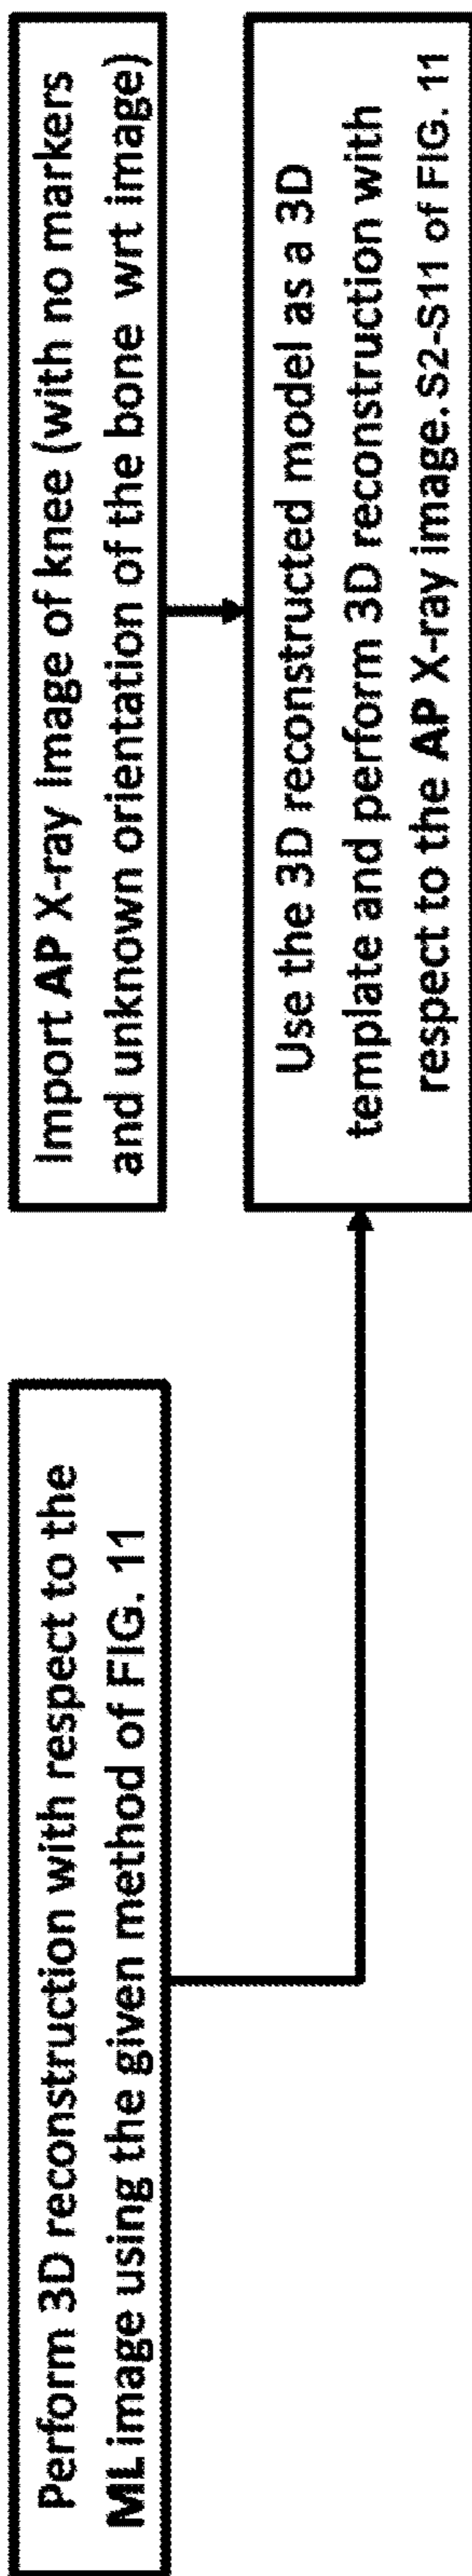 Perform 3D reconstruction with respect to the
ML image using the given method of FIG. 11
Import AP X-ray image of knee (with no markers
and unknown orientation of the bone wrt image)
Use the 3D reconstructed model as a 3D
template and perform 3D reconstruction with
respect to the AP X-ray image. S2-S11 of FIG. 11